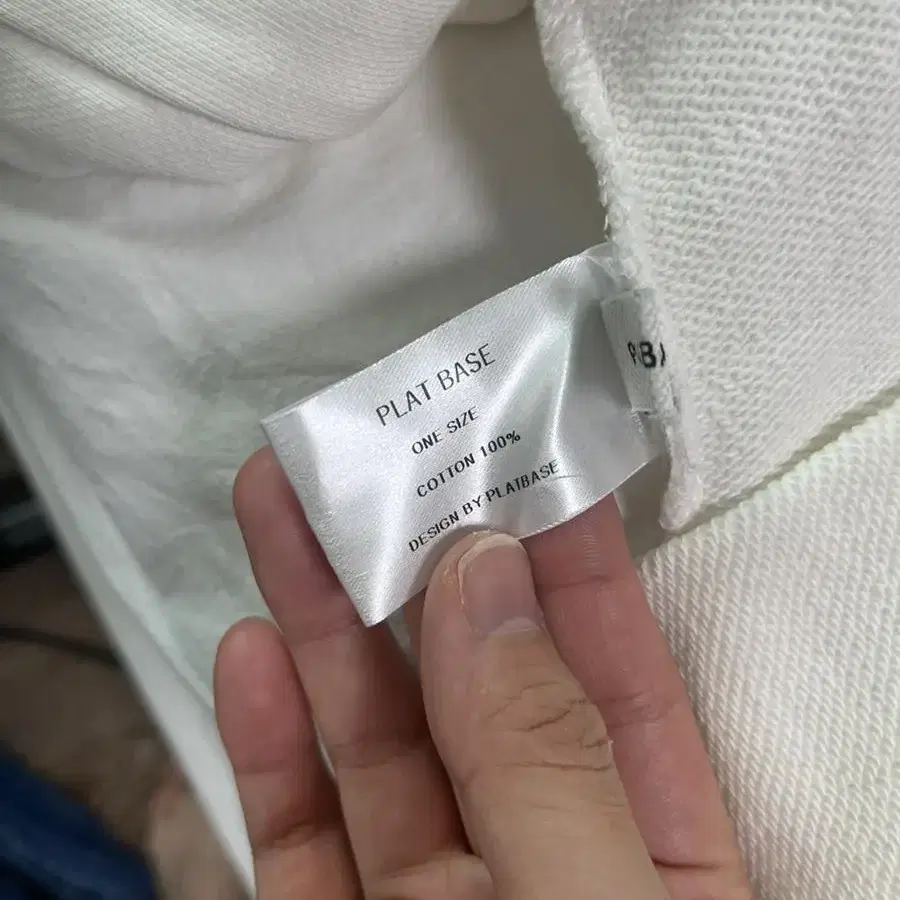 PLAT BASE
ONE SIZE
COTTON 100%
DESIGN BY PLATBASE